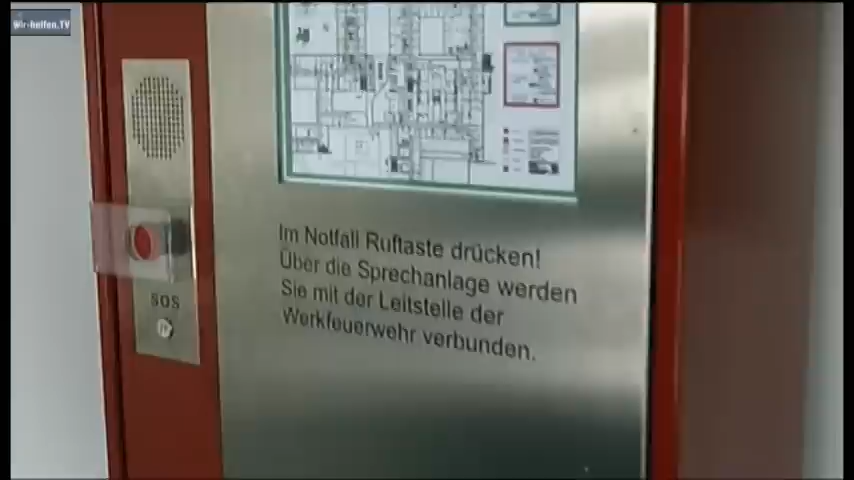 wir-helfen.TV
Im Notfall Ruftaste drücken!
Über die Sprechanlage werden
Sie mit der Leitstelle der
Werkfeuerwehr verbunden.
SOS